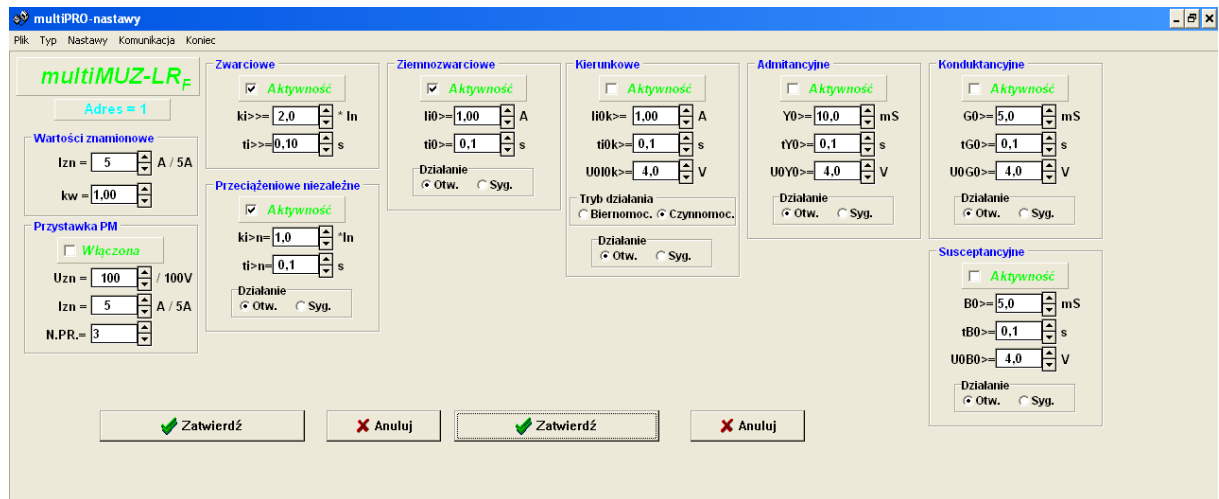 multiPRO-nastawy
Plik Typ Nastawy Komunikacja Koniec
multiMUZ-LRF
Adres = 1
Wartości znamionowe
Izn = 5 A / 5A
kw = 1,00
Przystawka PM
Włączona
Uzn = 100 / 100V
Izn = 5 A / 5A
N.PR.= 3
Zwarciowe
Aktywność
ki>>= 2,0 * In
ti>>= 0,10 s
Przeciążeniowe niezależne
Aktywność
ki>n= 1,0 *In
ti>n= 0,1 s
Działanie
Otw. Syg.
Ziemnozwarciowe
Aktywność
Ii0>= 1,00 A
ti0>= 0,1 s
Działanie
Otw. Syg.
Kierunkowe
Aktywność
Ii0k>= 1,00 A
ti0k>= 0,1 s
U0I0k>= 4,0 V
Tryb działania
Biernomoc. Czynnomoc.
Działanie
Otw. Syg.
Admitancyjne
Aktywność
Y0>= 10,0 mS
tY0>= 0,1 s
U0Y0>= 4,0 V
Działanie
Otw. Syg.
Konduktancyjne
Aktywność
G0>= 5,0 mS
tG0>= 0,1 s
U0G0>= 4,0 V
Działanie
Otw. Syg.
Susceptancyjne
Aktywność
B0>= 5,0 mS
tB0>= 0,1 s
U0B0>= 4,0 V
Działanie
Otw. Syg.
Zatwierdź Anuluj Zatwierdź Anuluj